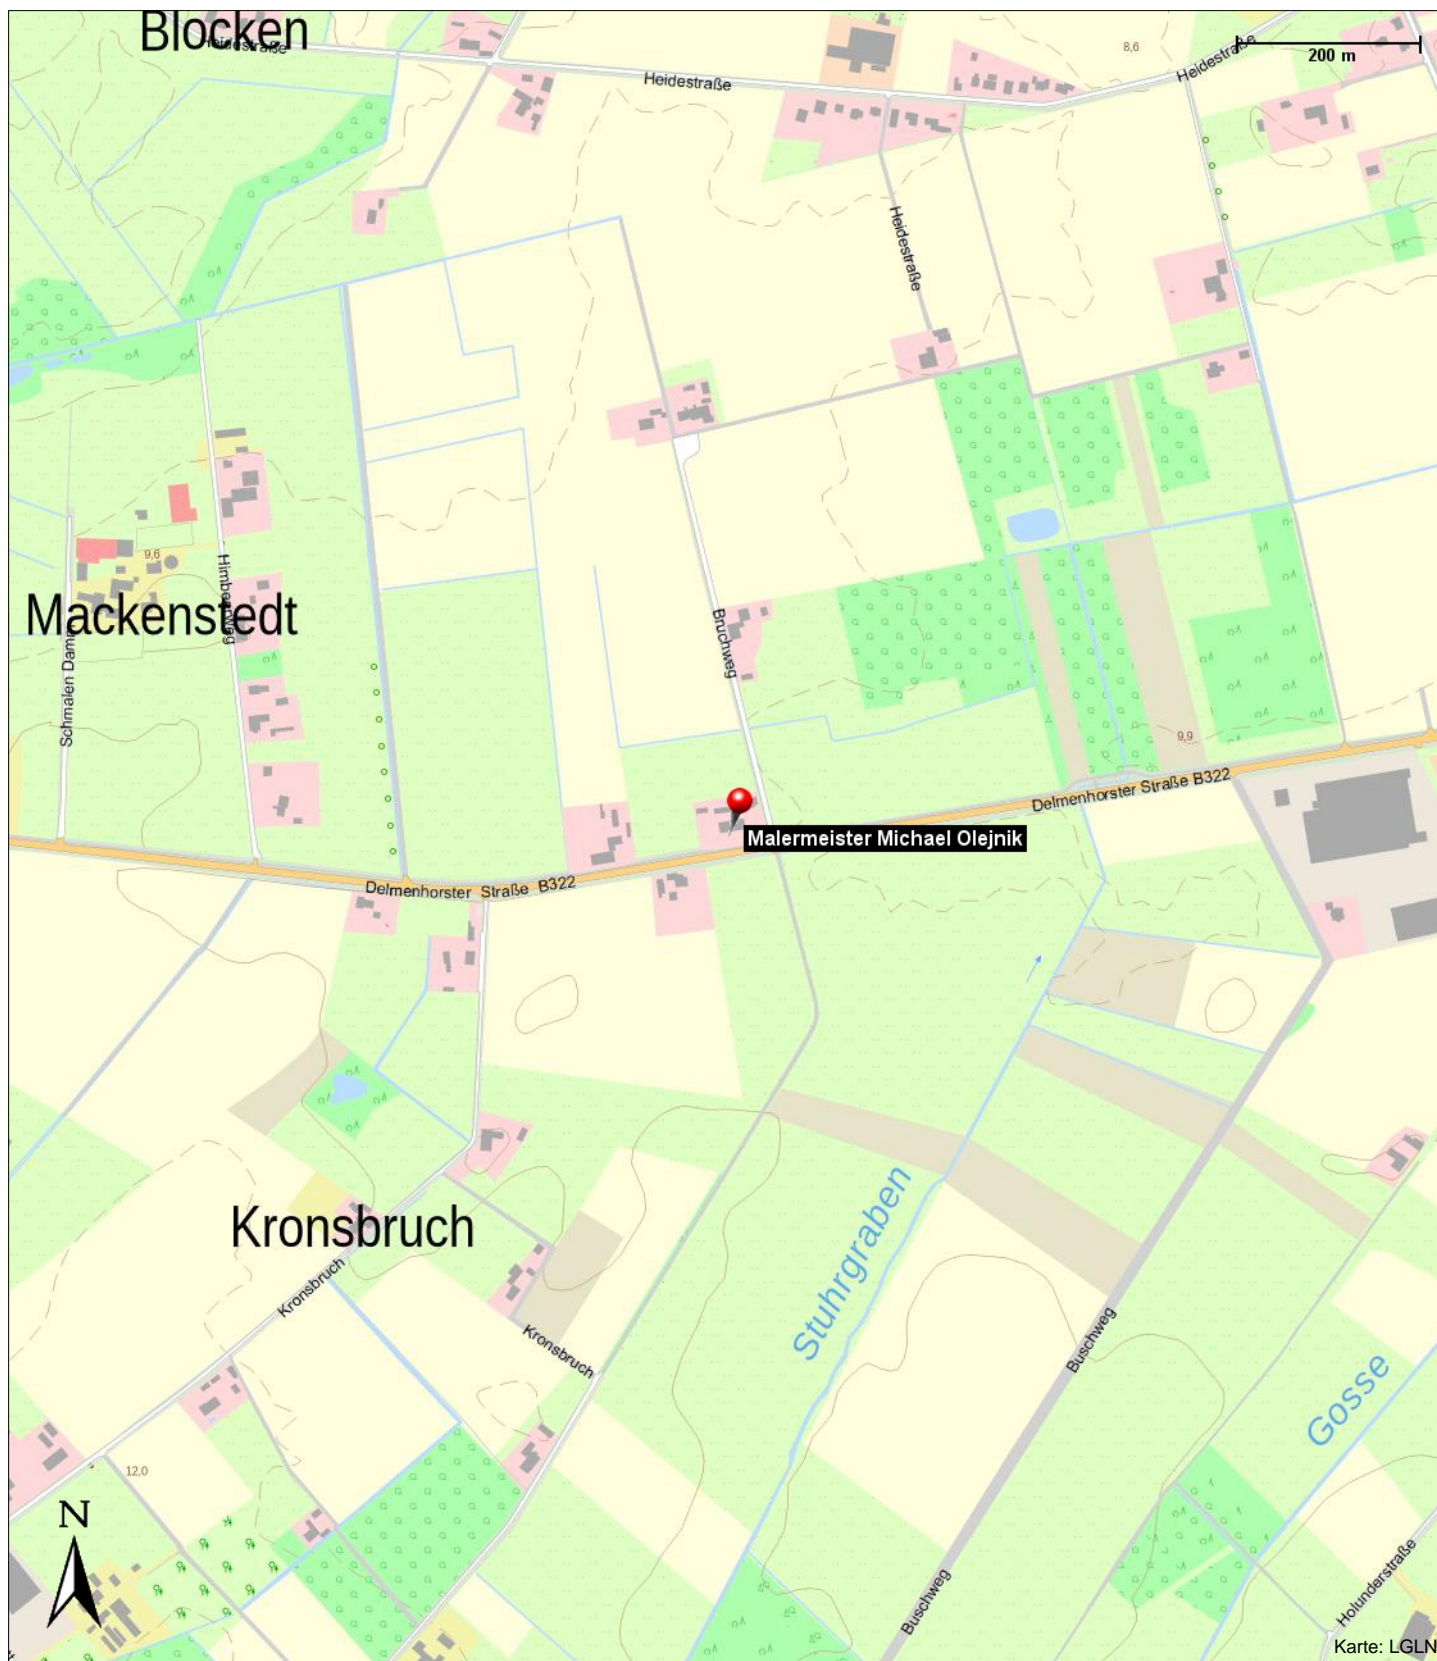 Blocken
Heidestraße
Heidestraße
8,6
Heidestraße
200 m
Heidestraße
9,6
Himbeerweg
Mackenstedt
Bruchweg
Schmalen Damm
9,9
Delmenhorster Straße B322
Malermeister Michael Olejnik
Delmenhorster Straße B322
Stuhrgraben
Kronsbruch
Kronsbruch
Kronsbruch
Buschweg
Gosse
12,0
N
Buschweg
Holunderstraße
Karte: LGLN